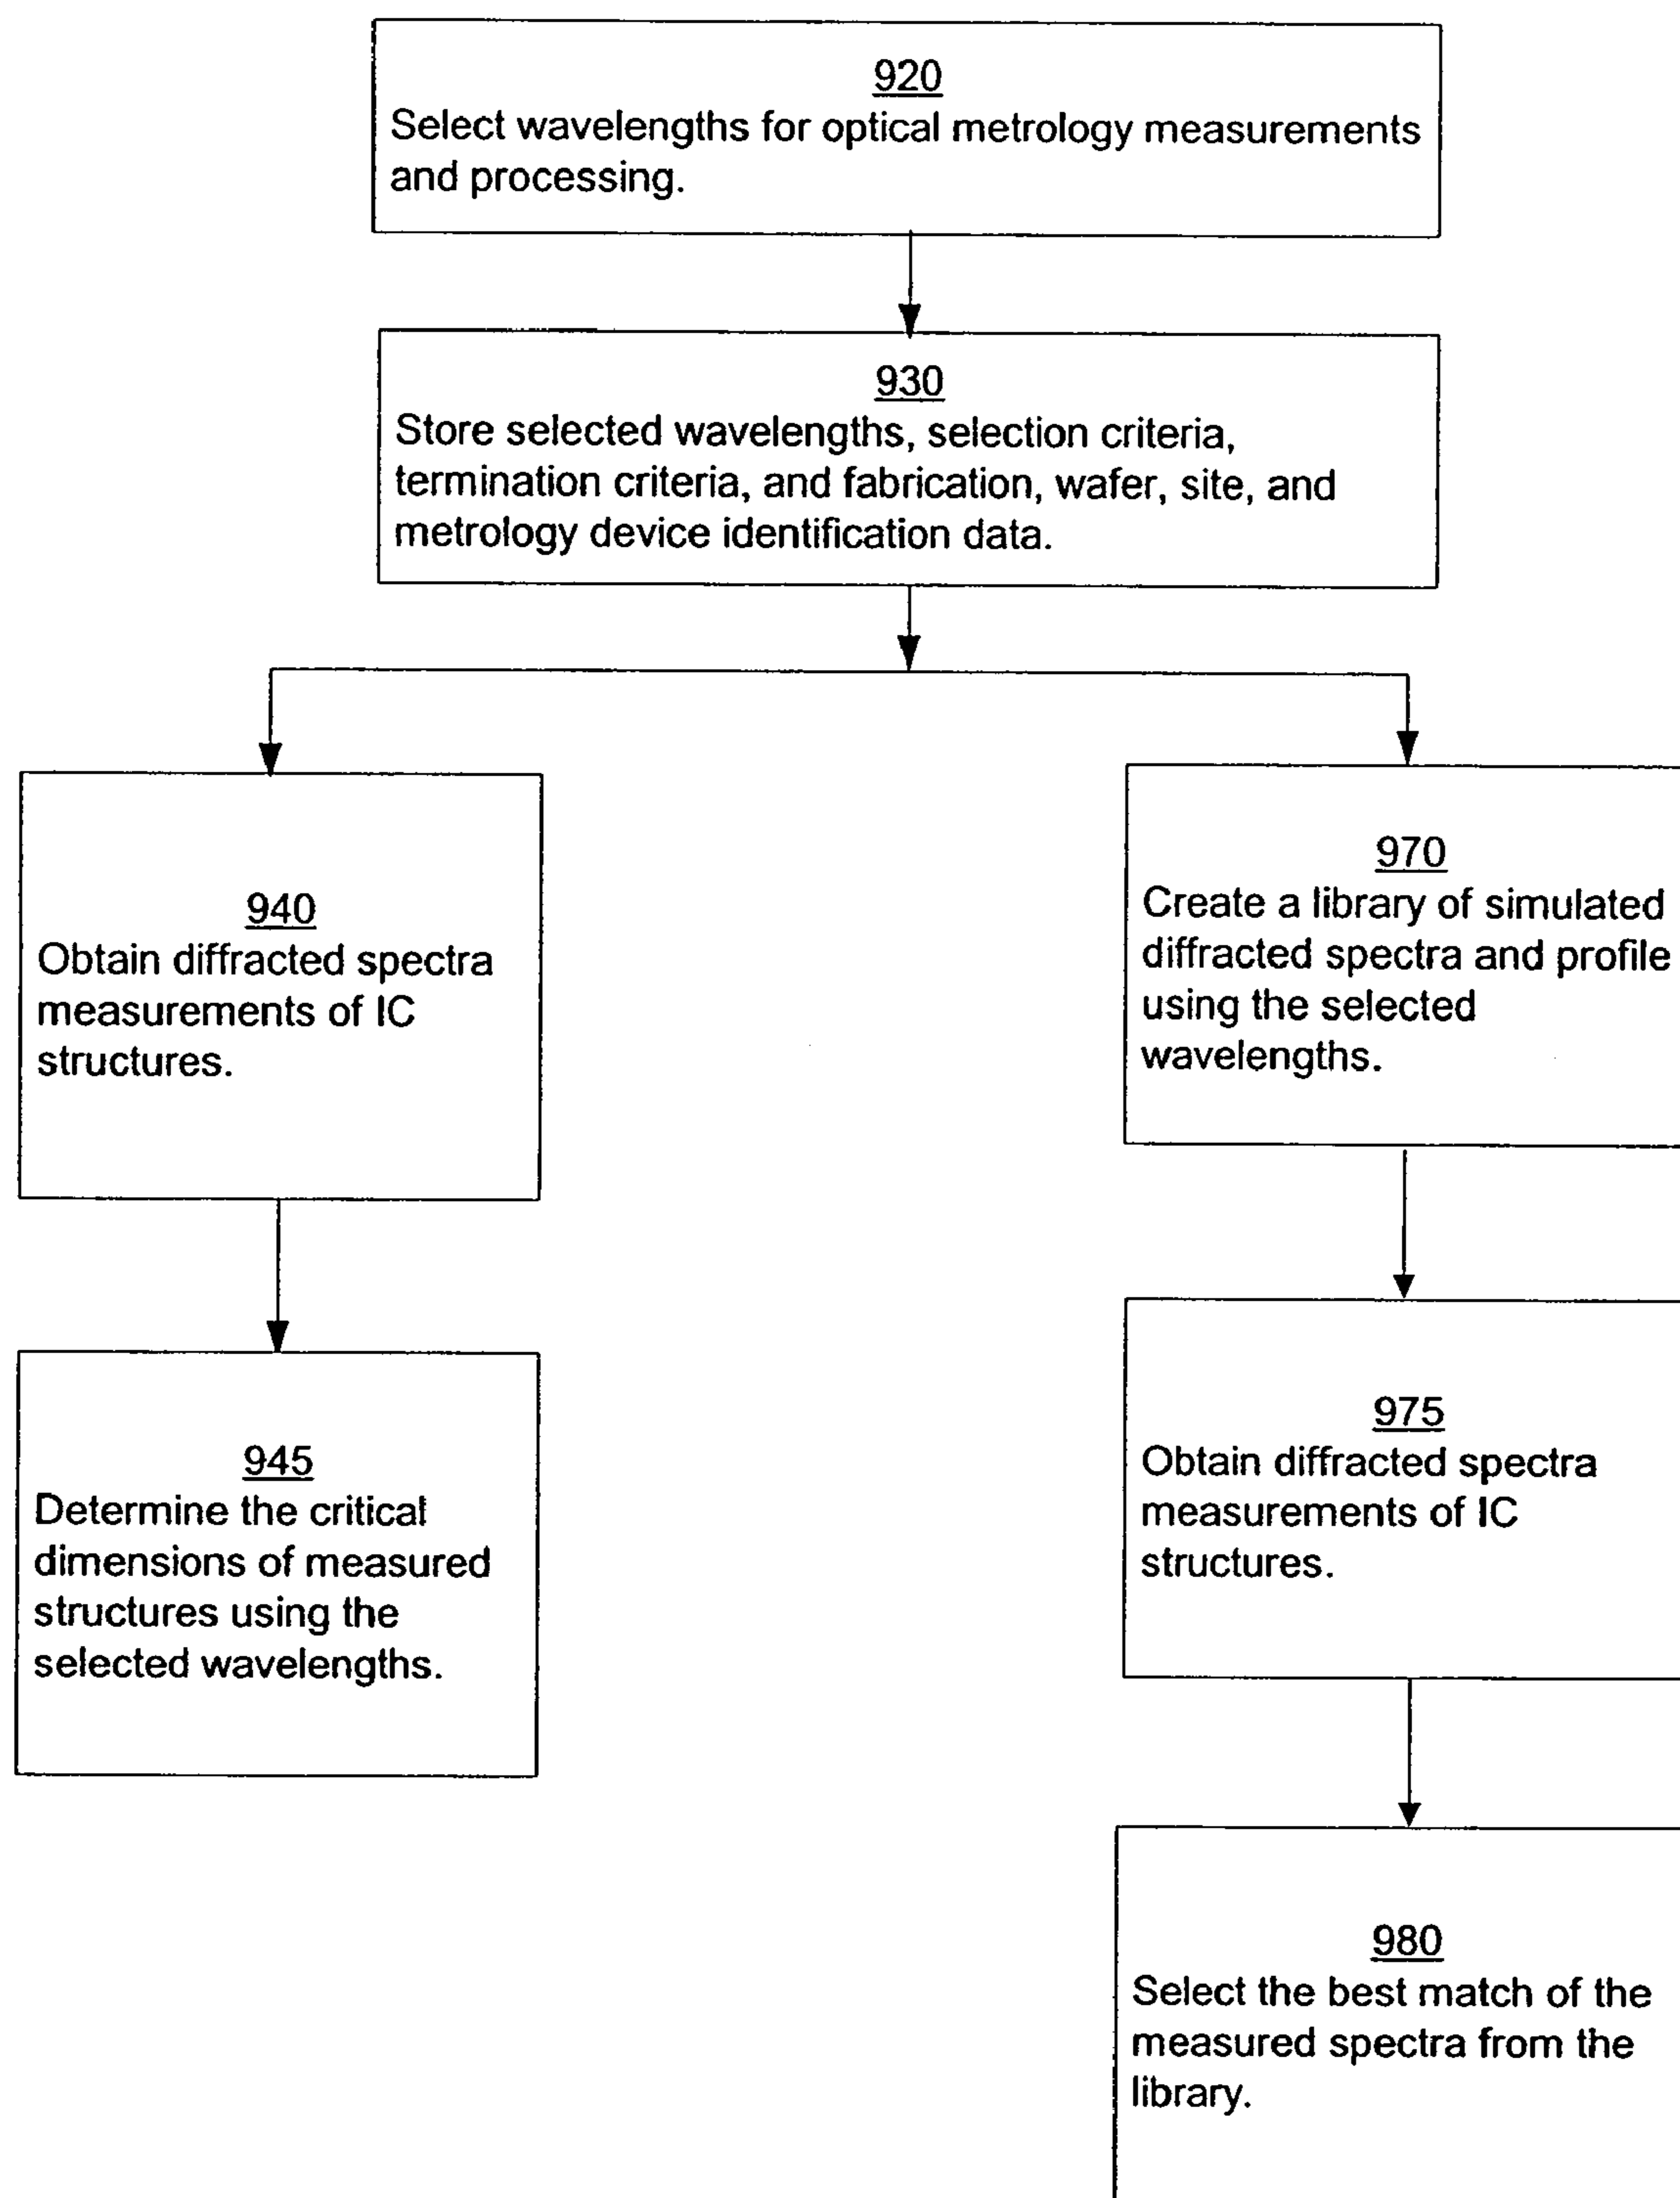 920
Select wavelengths for optical metrology measurements
and processing.
930
Store selected wavelengths, selection criteria,
termination criteria, and fabrication, wafer, site, and
metrology device identification data.
940
Obtain diffracted spectra
measurements of IC
structures.
945
Determine the critical
dimensions of measured
structures using the
selected wavelengths.
970
Create a library of simulated
diffracted spectra and profile
using the selected
wavelengths.
975
Obtain diffracted spectra
measurements of IC
structures.
980
Select the best match of the
measured spectra from the
library.